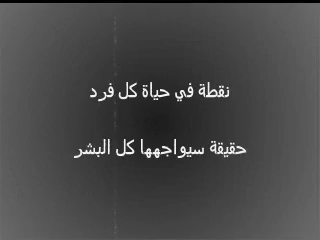 نقطة في حياة كل فرد
حقيقة سيواجهها كل البشر